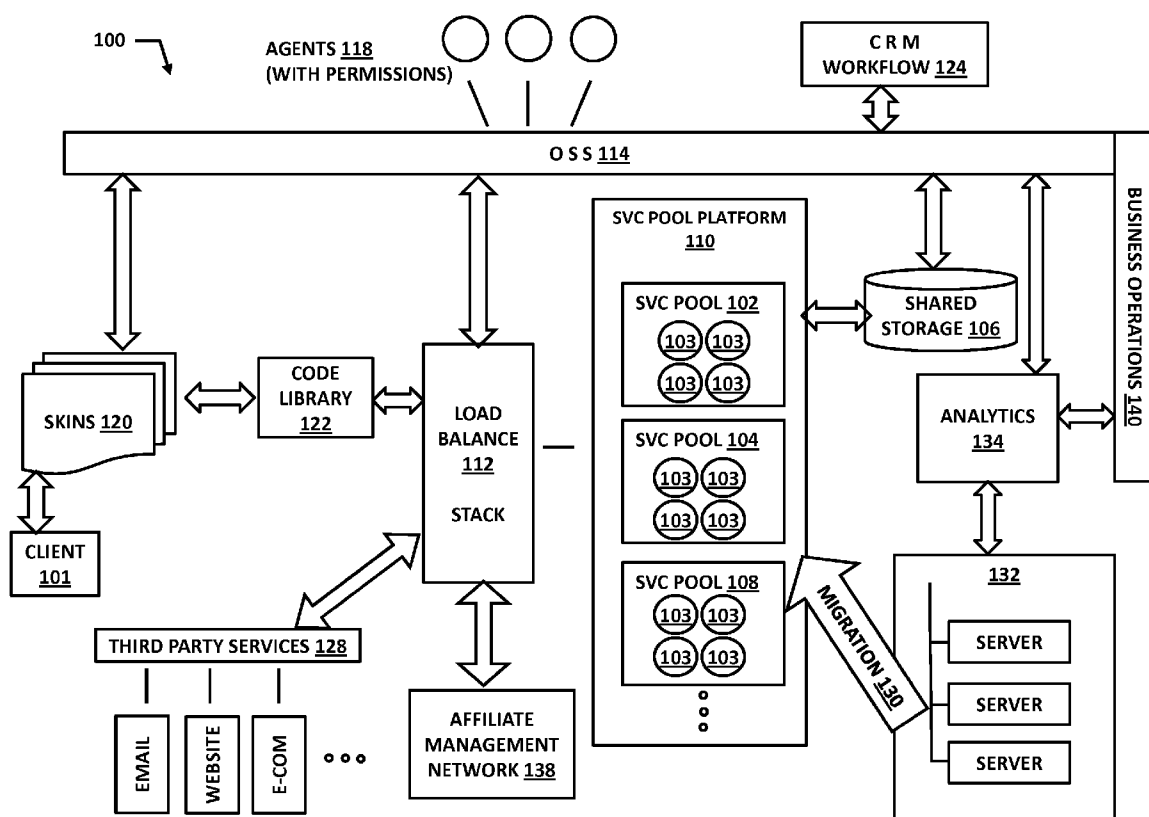 100
AGENTS 118
(WITH PERMISSIONS)
C R M
WORKFLOW 124
O S S 114
BUSINESS OPERATIONS 140
SVC POOL PLATFORM
110
SVC POOL 102
103 103
103 103
SHARED
STORAGE 106
SKINS 120
CODE
LIBRARY
122
LOAD
BALANCE
112
STACK
SVC POOL 104
103 103
103 103
ANALYTICS
134
CLIENT
101
SVC POOL 108
103 103
103 103
MIGRATION 130
132
SERVER
SERVER
SERVER
THIRD PARTY SERVICES 128
EMAIL
WEBSITE
E-COM
AFFILIATE
MANAGEMENT
NETWORK 138